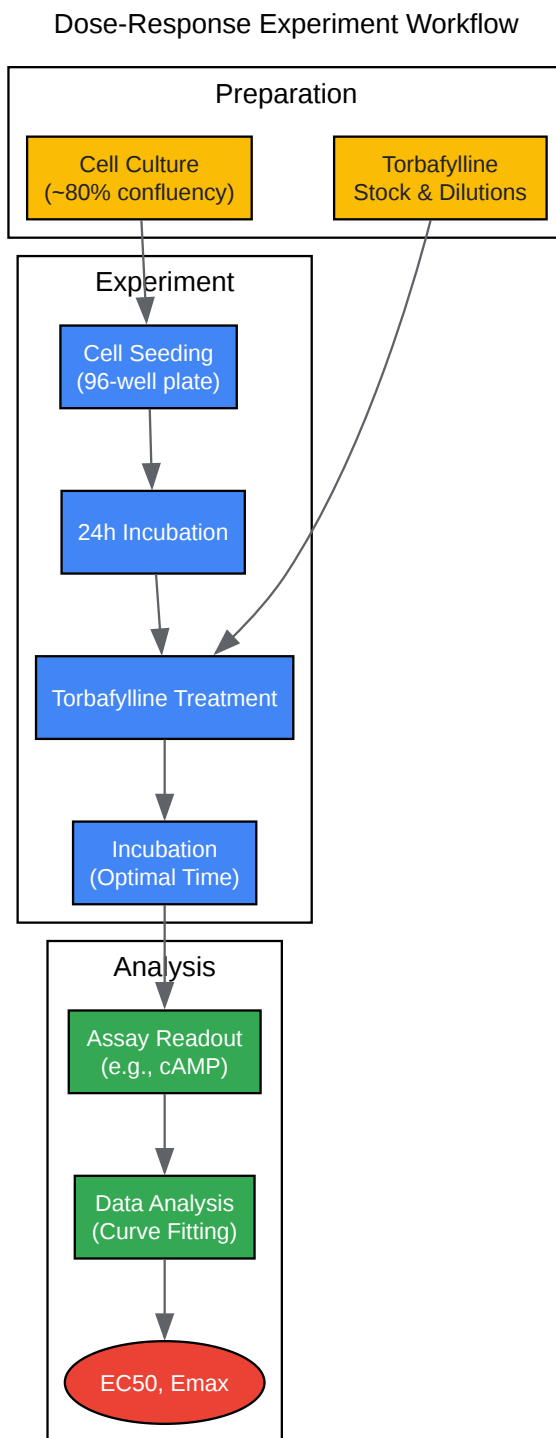 Dose-Response Experiment Workflow
Preparation
Cell Culture
(~80% confluency)
Torbafylline
Stock & Dilutions
Experiment
Cell Seeding
(96-well plate)
24h Incubation
Torbafylline Treatment
Incubation
(Optimal Time)
Analysis
Assay Readout
(e.g., cAMP)
Data Analysis
(Curve Fitting)
EC50, Emax